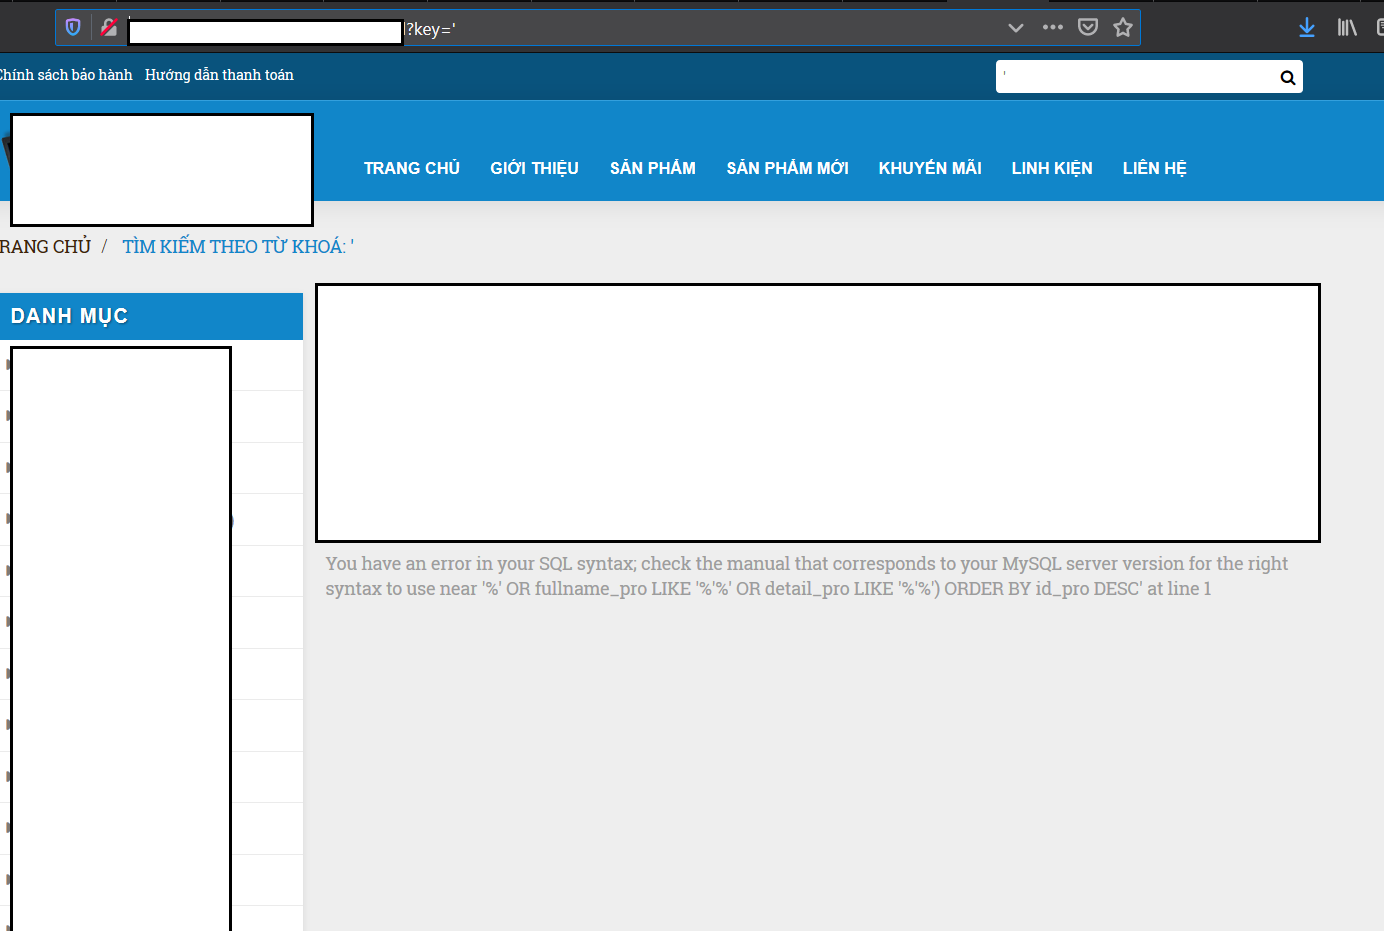 ?key='
Chính sách bảo hành Hướng dẫn thanh toán
'
TRANG CHỦ GIỚI THIỆU SẢN PHẨM SẢN PHẨM MỚI KHUYẾN MÃI LINH KIỆN LIÊN HỆ
RANG CHỦ / TÌM KIẾM THEO TỪ KHOÁ: '
DANH MỤC
You have an error in your SQL syntax; check the manual that corresponds to your MySQL server version for the right
syntax to use near '%' OR fullname_pro LIKE '%'%' OR detail_pro LIKE '%'%') ORDER BY id_pro DESC' at line 1